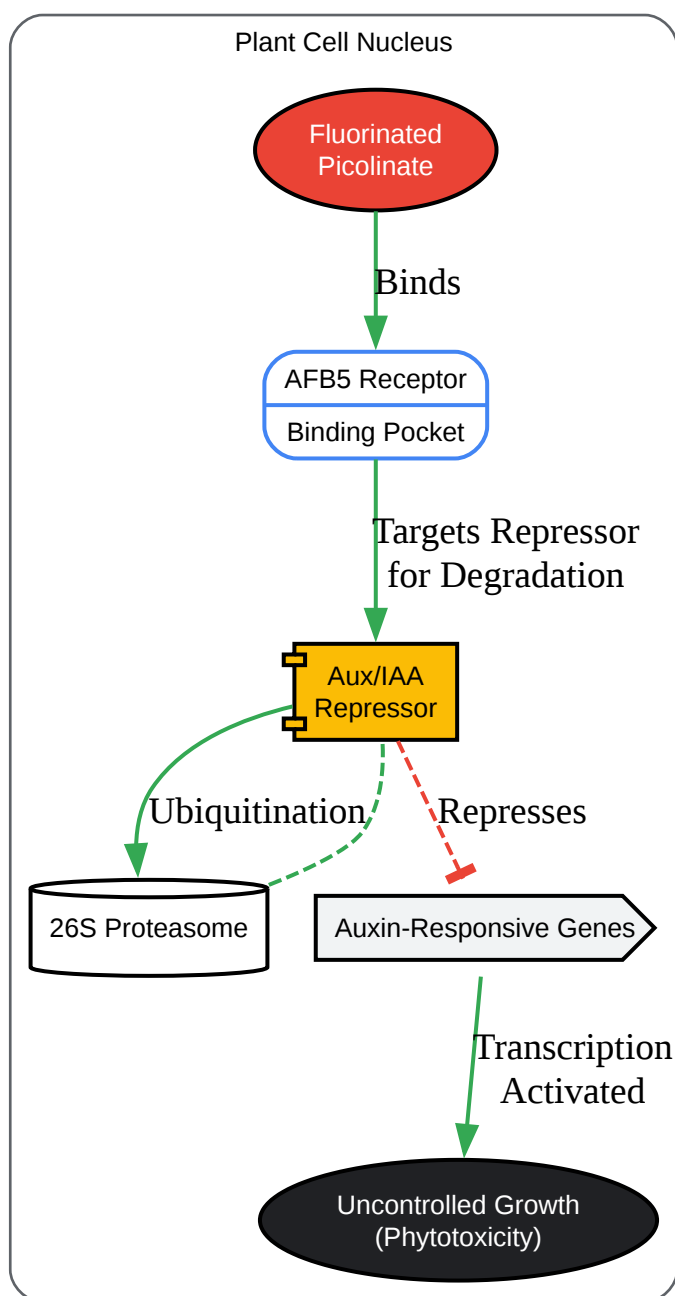 Plant Cell Nucleus
Fluorinated
Picolinate
Binds
AFB5 Receptor
Binding Pocket
Targets Repressor
for Degradation
Aux/IAA
Repressor
Ubiquitination
Represses
26S Proteasome
Auxin-Responsive Genes
Transcription
Activated
Uncontrolled Growth
(Phytotoxicity)